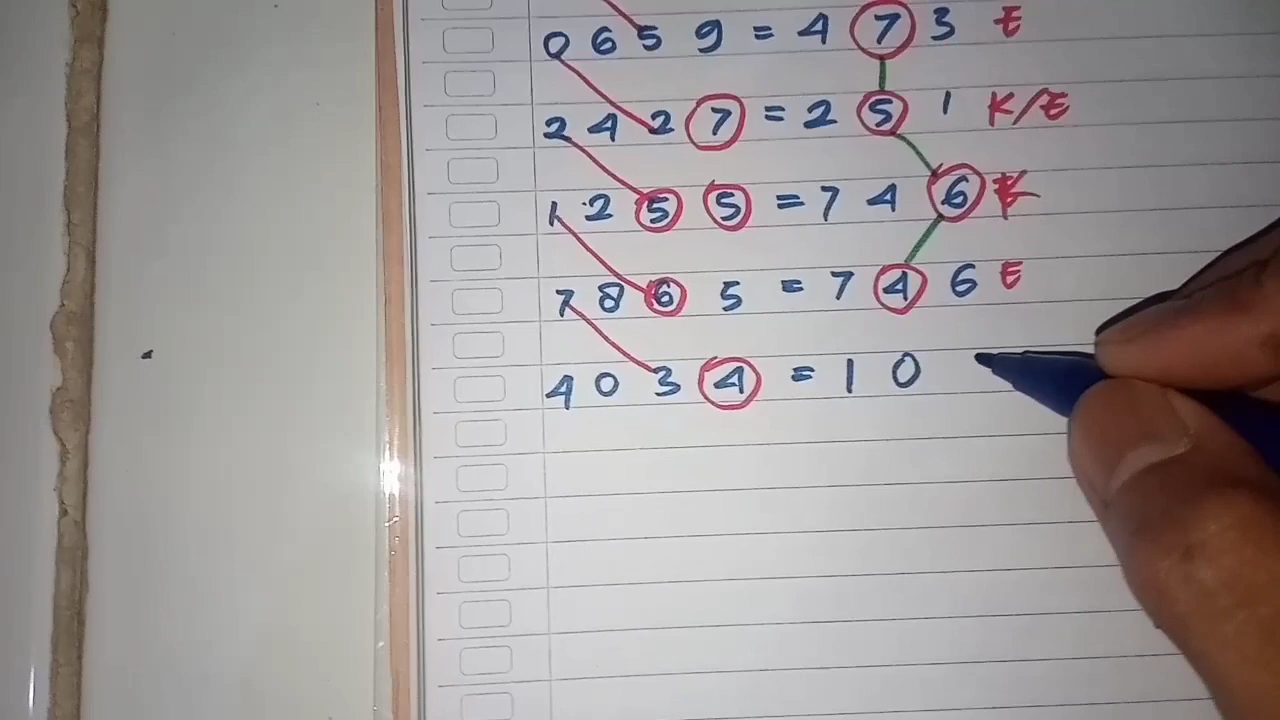 0 6 5 9 = 4 7 3 E
2 4 2 7 = 2 5 1 K/E
1 2 5 5 = 7 4 6 K
7 8 6 5 = 7 4 6 E
4 0 3 4 = 1 0